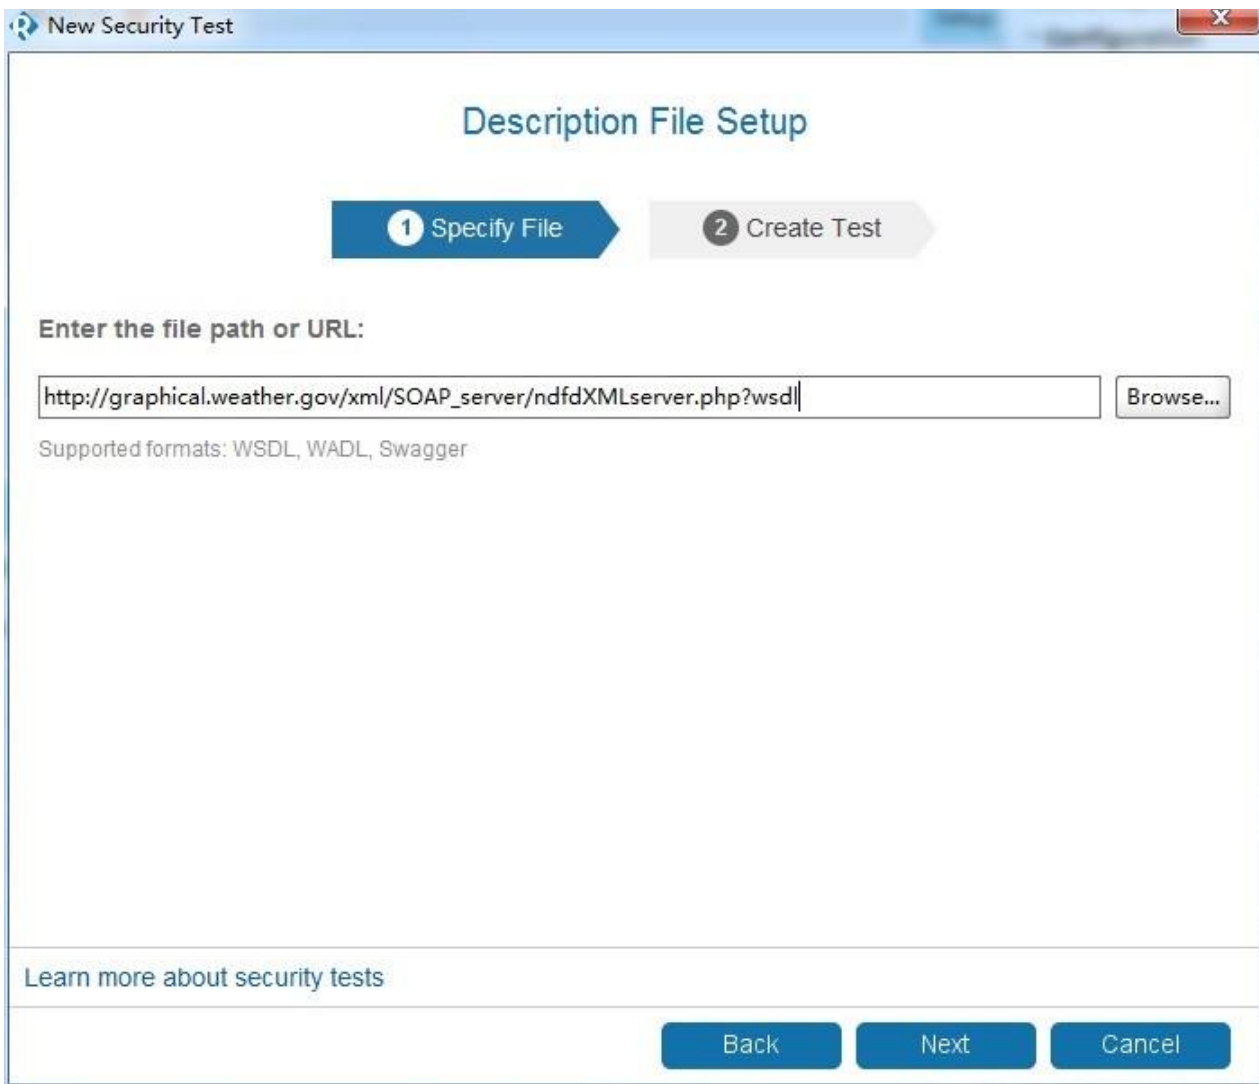 New Security Test
Description File Setup
1 Specify File
2 Create Test
Enter the file path or URL:
http://graphical.weather.gov/xml/SOAP_server/ndfdXMLserver.php?wsdl
Browse...
Supported formats: WSDL, WADL, Swagger
Learn more about security tests
Back Next Cancel